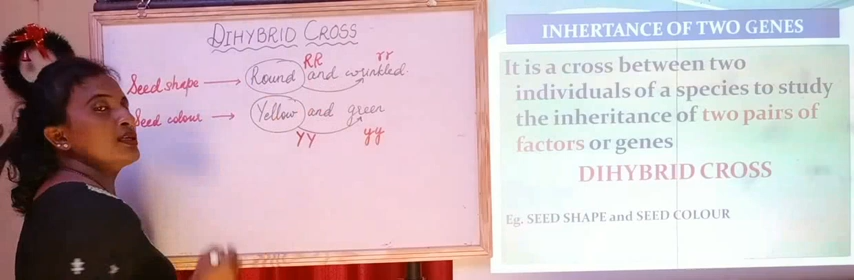 DIHYBRID CROSS
RR rr
Seed shape → Round and wrinkled.
Seed colour → Yellow and green
YY yy
INHERTANCE OF TWO GENES
It is a cross between two
individuals of a species to study
the inheritance of two pairs of
factors or genes
DIHYBRID CROSS
Eg. SEED SHAPE and SEED COLOUR